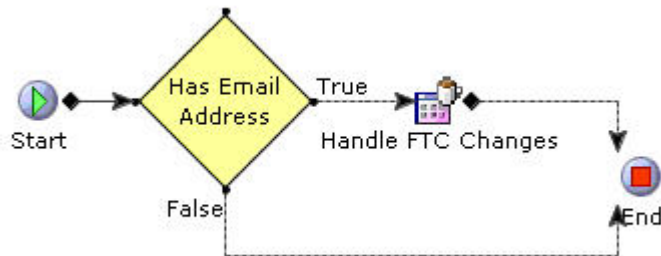 Has Email
Address
True
Start
Handle FTC Changes
False
End